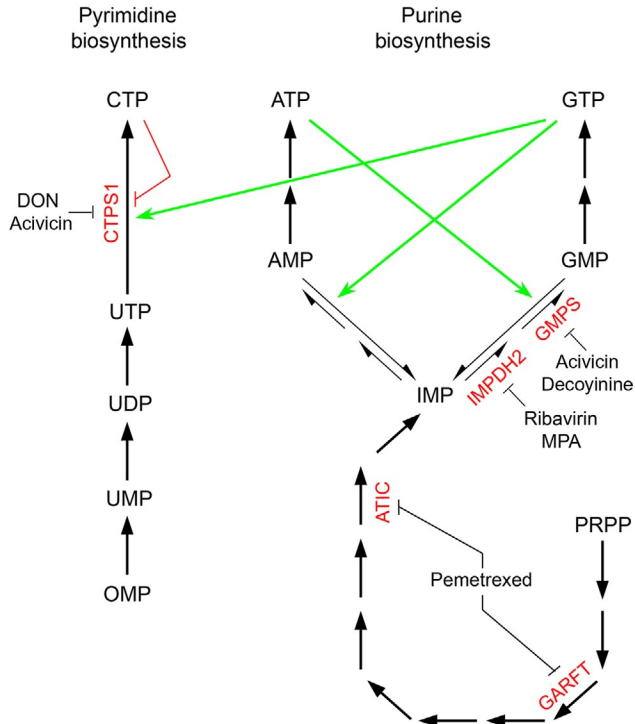 Pyrimidine
biosynthesis
Purine
biosynthesis
CTP
ATP
GTP
DON
Acivicin
CTPS1
AMP
GMP
UTP
GMPS
Acivicin
Decoyinine
IMPDH2
Ribavirin
MPA
UDP
IMP
UMP
ATIC
PRPP
Pemetrexed
OMP
GARFT